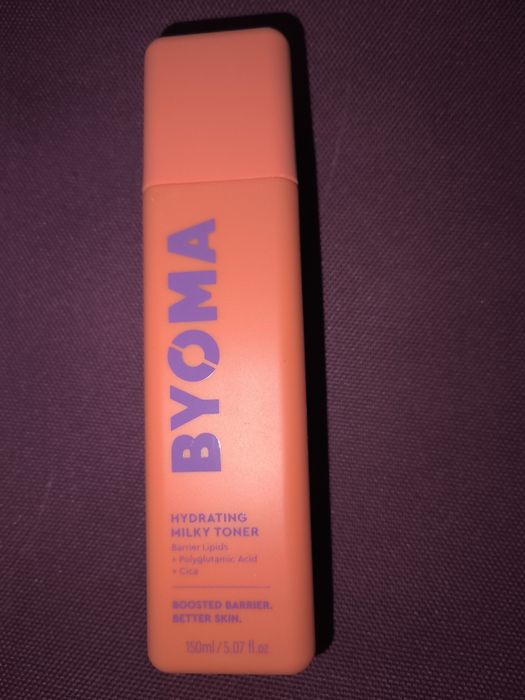 BYOMA
HYDRATING
MILKY TONER
Barrier Lipids
+ Polyglutamic Acid
+ Cica
BOOSTED BARRIER.
BETTER SKIN.
150ml / 5.07 fl.oz